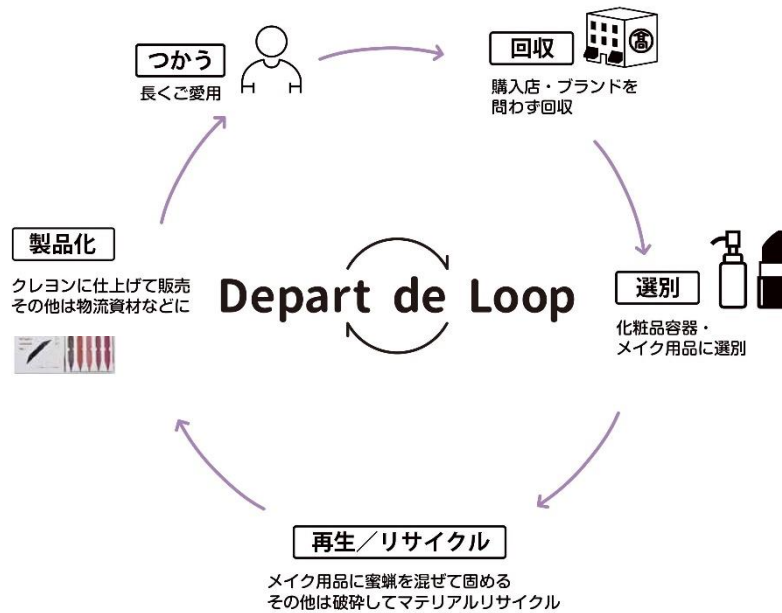 つかう
長くご愛用
回収
髙
購入店・ブランドを
問わず回収
選別
化粧品容器・
メイク用品に選別
再生／リサイクル
メイク用品に蜜蝋を混ぜて固める
その他は破砕してマテリアルリサイクル
製品化
クレヨンに仕上げて販売
その他は物流資材などに
Depart de Loop